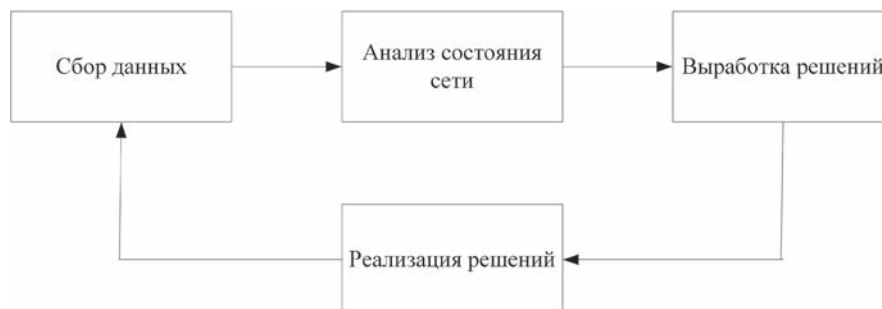 Сбор данных
Анализ состояния
сети
Выработка решений
Реализация решений